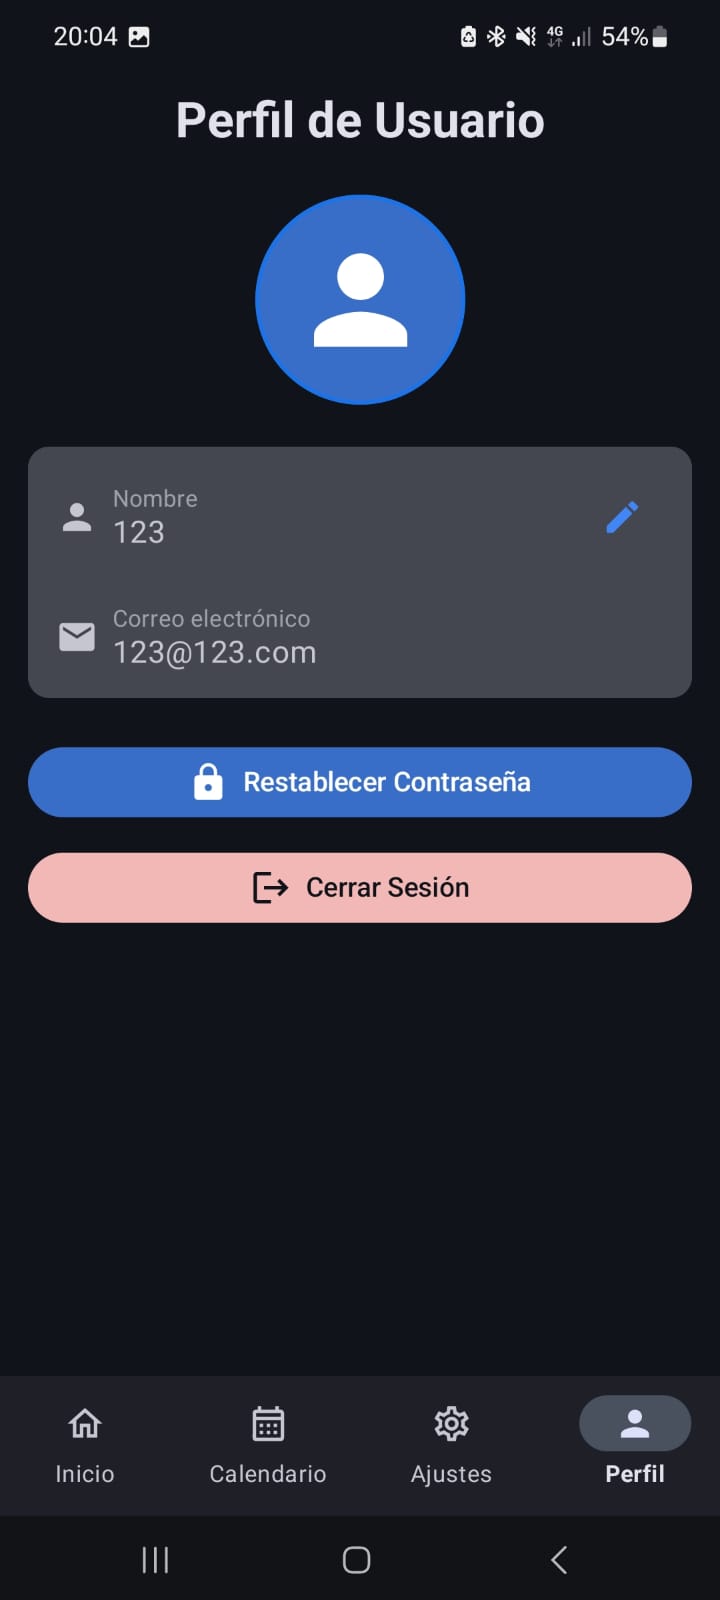 20:04 4G 54%
Perfil de Usuario
Nombre
123
Correo electrónico
123@123.com
Restablecer Contraseña
Cerrar Sesión
Inicio Calendario Ajustes Perfil